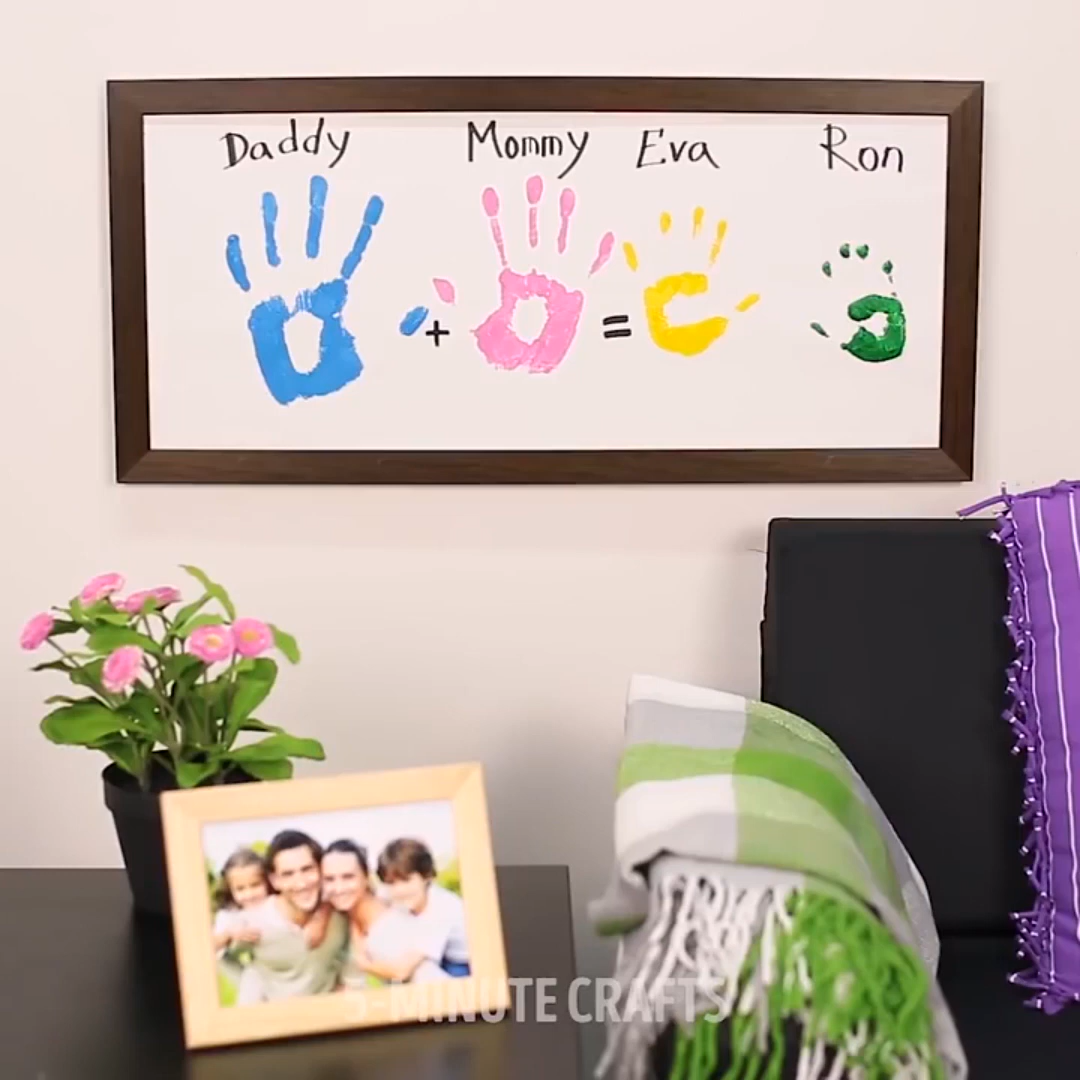 Daddy Mommy Eva Ron
+ =
5-MINUTE CRAFTS